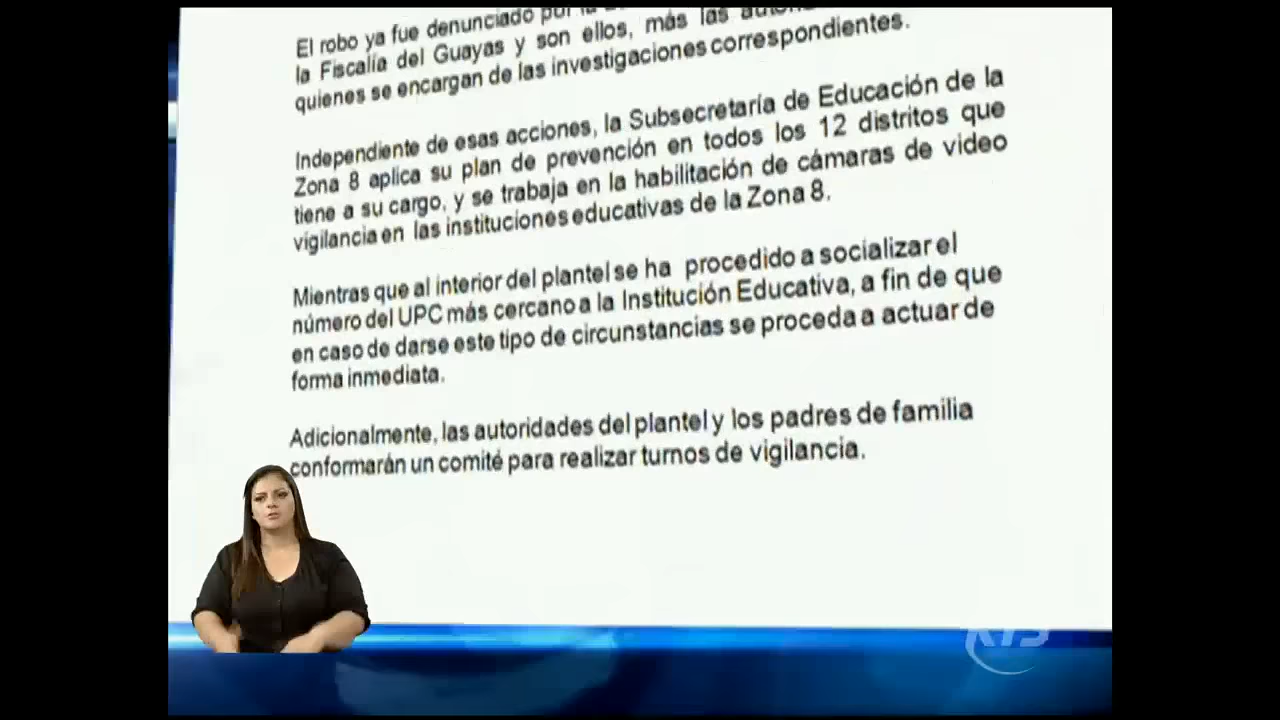 El robo ya fue denunciado por la
la Fiscalía del Guayas y son ellos, más las
quienes se encargan de las investigaciones correspondientes.
Independiente de esas acciones, la Subsecretaría de Educación de la
Zona 8 aplica su plan de prevención en todos los 12 distritos que
tiene a su cargo, y se trabaja en la habilitación de cámaras de video
vigilancia en las instituciones educativas de la Zona 8.
Mientras que al interior del plantel se ha procedido a socializar el
número del UPC más cercano a la Institución Educativa, a fin de que
en caso de darse este tipo de circunstancias se proceda a actuar de
forma inmediata.
Adicionalmente, las autoridades del plantel y los padres de familia
conformarán un comité para realizar turnos de vigilancia.
RTS